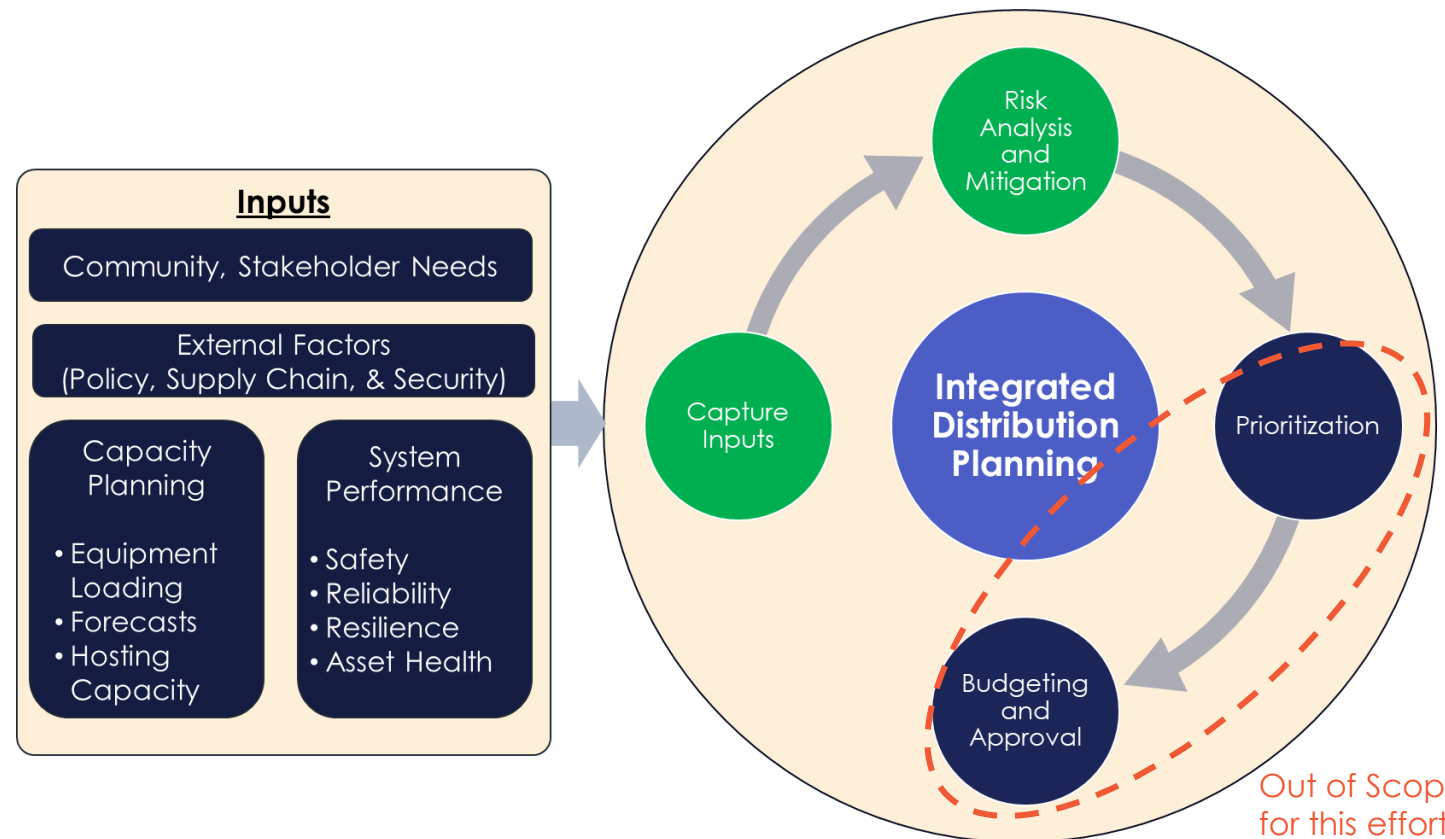 Inputs
Community, Stakeholder Needs
External Factors
(Policy, Supply Chain, & Security)
Capacity
Planning
• Equipment
Loading
• Forecasts
• Hosting
Capacity
System
Performance
• Safety
• Reliability
• Resilience
• Asset Health
Risk
Analysis
and
Mitigation
Capture
Inputs
Integrated
Distribution
Planning
Prioritization
Budgeting
and
Approval
Out of Scop
for this effort